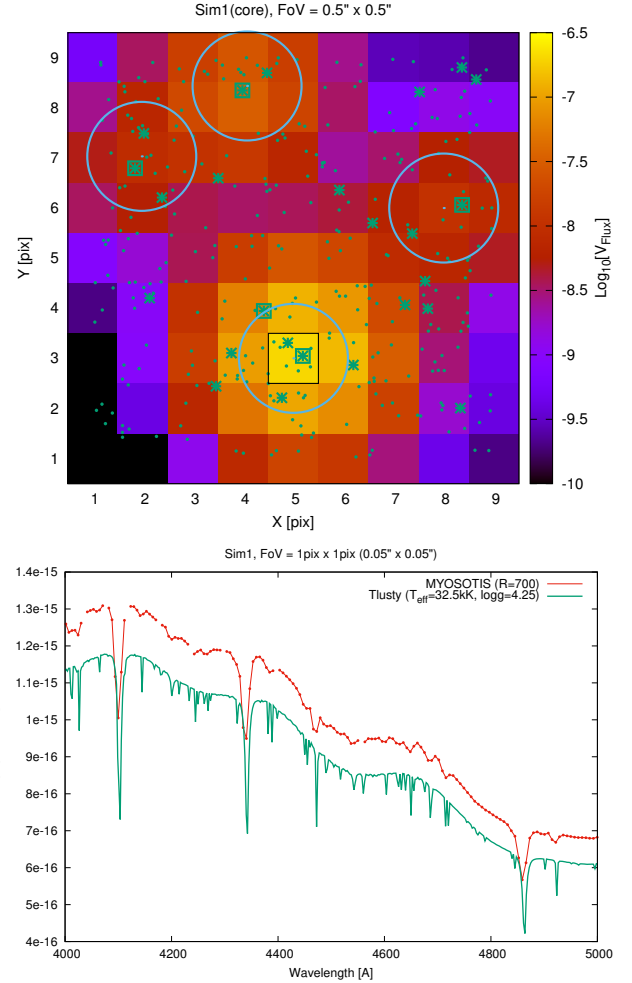 Sim1(core), FoV = 0.5" x 0.5"
9
8
7
6
5
4
3
2
1
Y [pix]
1 2 3 4 5 6 7 8 9
X [pix]
-6.5
-7
-7.5
-8
-8.5
-9
-9.5
-10
Log10[VFlux]
Sim1, FoV = 1pix x 1pix (0.05" x 0.05")
1.4e-15
1.3e-15
1.2e-15
1.1e-15
1e-15
9e-16
8e-16
7e-16
6e-16
5e-16
4e-16
MYOSOTIS (R=700)
Tlusty (Teff=32.5kK, logg=4.25)
4000 4200 4400 4600 4800 5000
Wavelength [A]